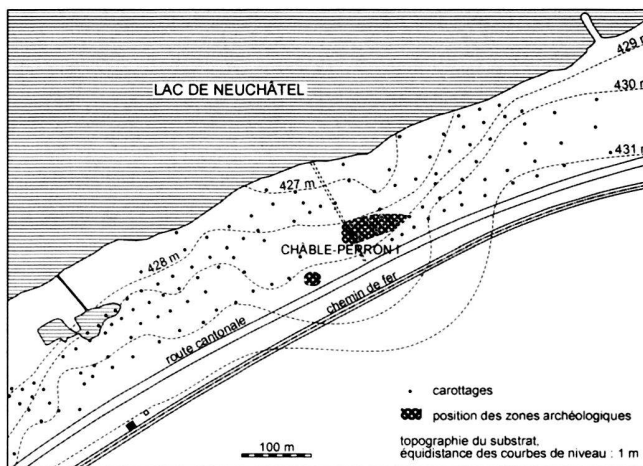 429 m
LAC DE NEUCHÂTEL
430 m
431 m
427 m
CHABLE-PERRON I
428 m
chemin de fer
route cantonale
carottages
position des zones archéologiques
topographie du substrat,
équidistance des courbes de niveau : 1 m
100 m